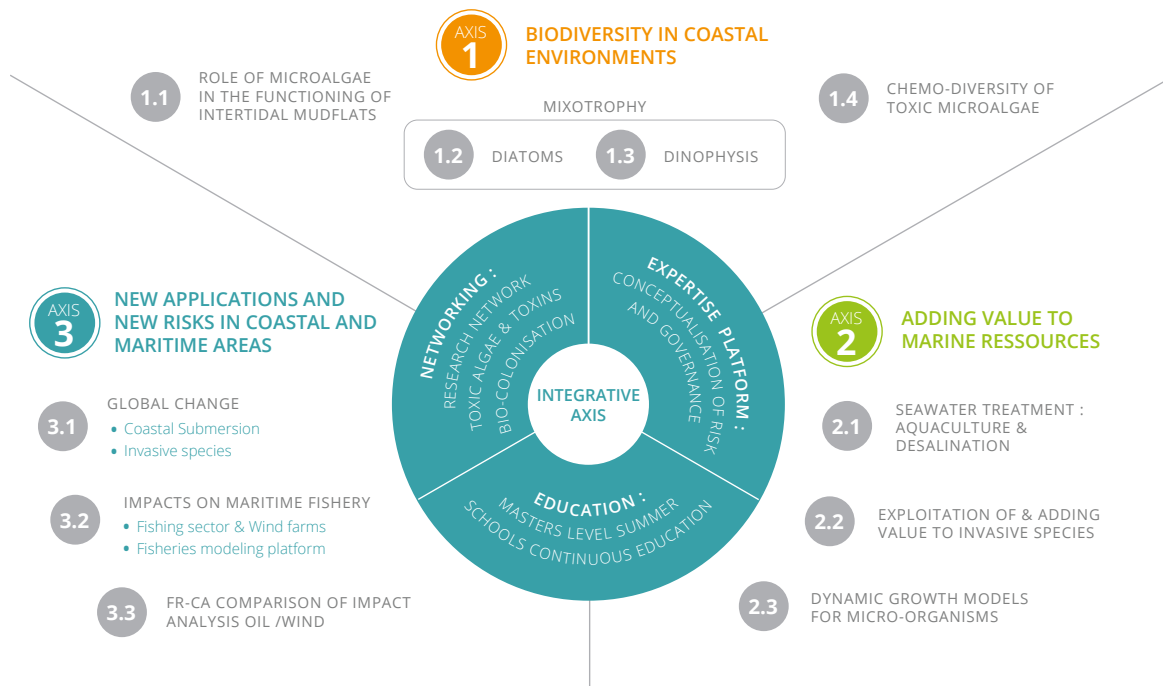 AXIS
1
BIODIVERSITY IN COASTAL
ENVIRONMENTS
1.1
ROLE OF MICROALGAE
IN THE FUNCTIONING OF
INTERTIDAL MUDFLATS
MIXOTROPHY
1.2
DIATOMS
1.3
DINOPHYSIS
1.4
CHEMO-DIVERSITY OF
TOXIC MICROALGAE
NETWORKING :
RESEARCH NETWORK
TOXIC ALGAE & TOXINS
BIO-COLONISATION
EXPERTISE PLATFORM :
CONCEPTUALISATION OF RISK
AND GOVERNANCE
INTEGRATIVE
AXIS
EDUCATION :
MASTERS LEVEL SUMMER
SCHOOLS CONTINUOUS EDUCATION
AXIS
3
NEW APPLICATIONS AND
NEW RISKS IN COASTAL AND
MARITIME AREAS
3.1
GLOBAL CHANGE
• Coastal Submersion
• Invasive species
3.2
IMPACTS ON MARITIME FISHERY
• Fishing sector & Wind farms
• Fisheries modeling platform
3.3
FR-CA COMPARISON OF IMPACT
ANALYSIS OIL /WIND
AXIS
2
ADDING VALUE TO
MARINE RESSOURCES
2.1
SEAWATER TREATMENT :
AQUACULTURE &
DESALINATION
2.2
EXPLOITATION OF & ADDING
VALUE TO INVASIVE SPECIES
2.3
DYNAMIC GROWTH MODELS
FOR MICRO-ORGANISMS